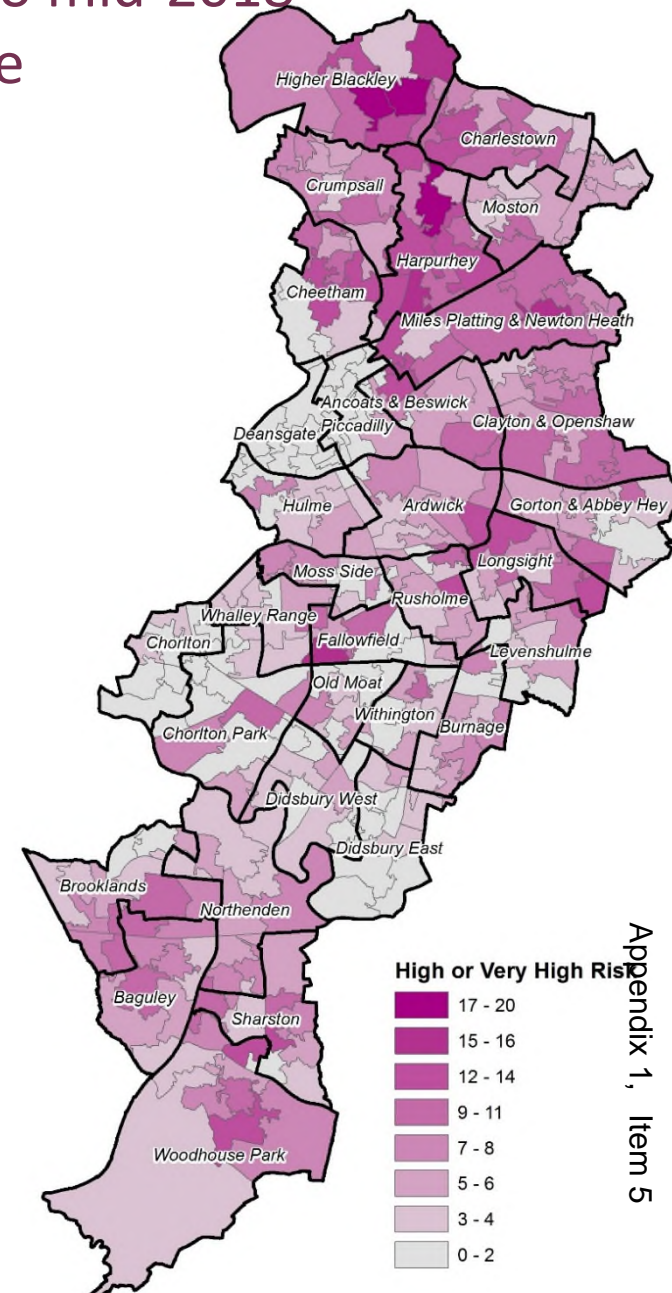 mid-2018
e
Higher Blackley
Charlestown
Crumpsall
Moston
Harpurhey
Cheetham
Miles Platting & Newton Heath
Ancoats & Beswick
Clayton & Openshaw
Deansgate
Piccadilly
Hulme
Ardwick
Gorton & Abbey Hey
Longsight
Moss Side
Rusholme
Whalley Range
Fallowfield
Chorlton
Levenshulme
Old Moat
Withington
Burnage
Chorlton Park
Didsbury West
Didsbury East
Brooklands
Northenden
Baguley
Sharston
Woodhouse Park
High or Very High Risk
17 - 20
15 - 16
12 - 14
9 - 11
7 - 8
5 - 6
3 - 4
0 - 2
Appendix 1, Item 5